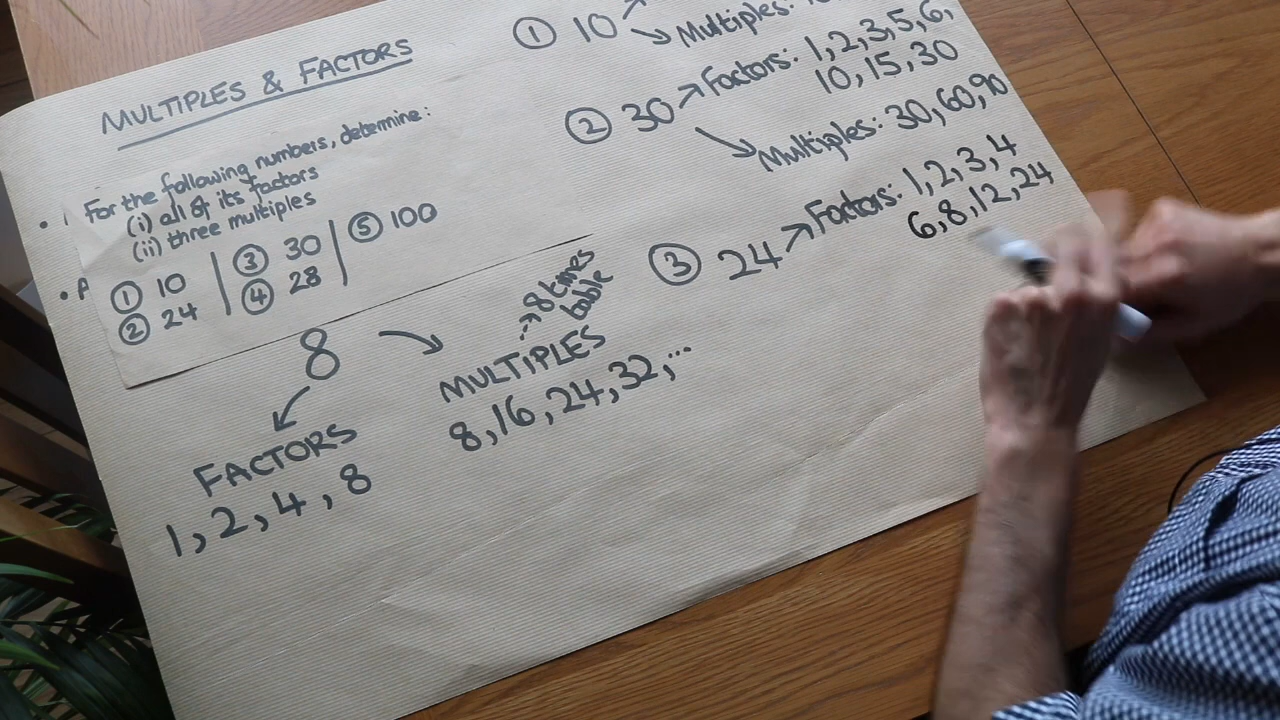 MULTIPLES & FACTORS
For the following numbers, determine:
(i) all of its factors
(ii) three multiples
① 10
② 24
③ 30
④ 28
⑤ 100
8
FACTORS
1, 2, 4, 8
→ 8 times
table
MULTIPLES
8, 16, 24, 32, ...
① 10
Multiples:
② 30 → Factors: 1, 2, 3, 5, 6,
10, 15, 30
Multiples: 30, 60, 90
③ 24 → Factors: 1, 2, 3, 4
6, 8, 12, 24